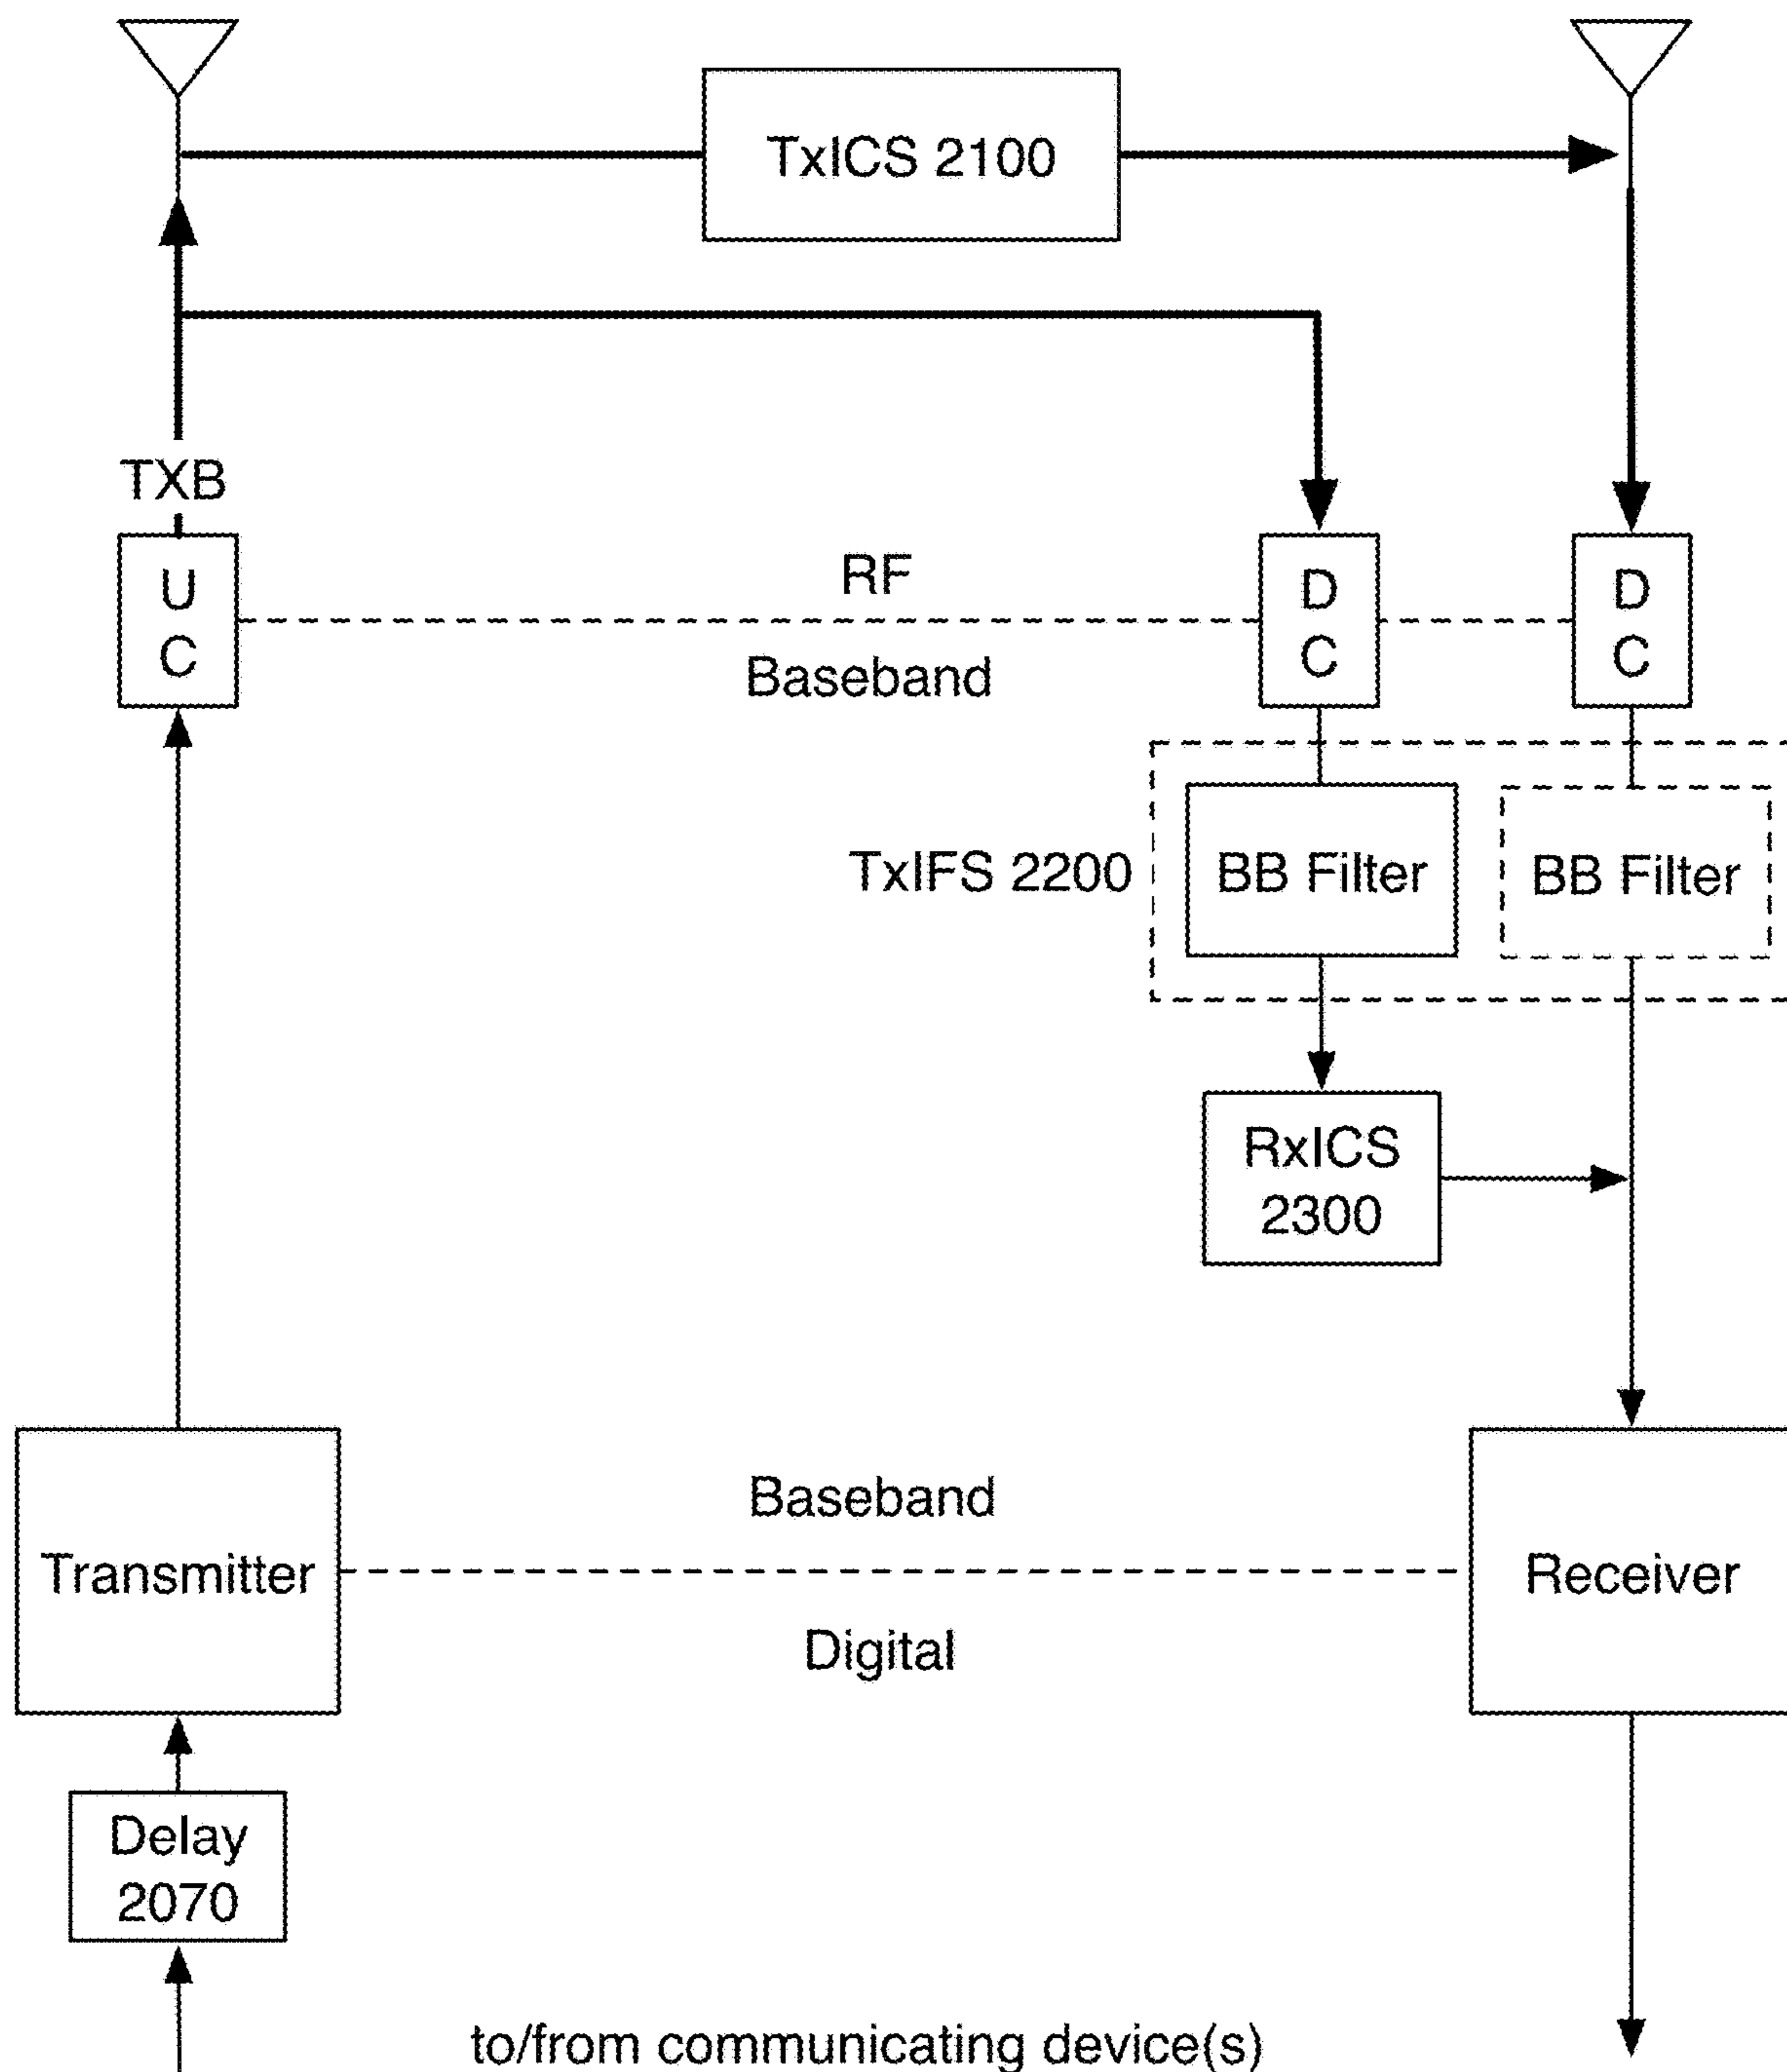 TxICS 2100
TXB
U
C
RF
Baseband
D
C
D
C
TxIFS 2200
BB Filter
BB Filter
RxICS
2300
Transmitter
Baseband
Digital
Receiver
Delay
2070
to/from communicating device(s)